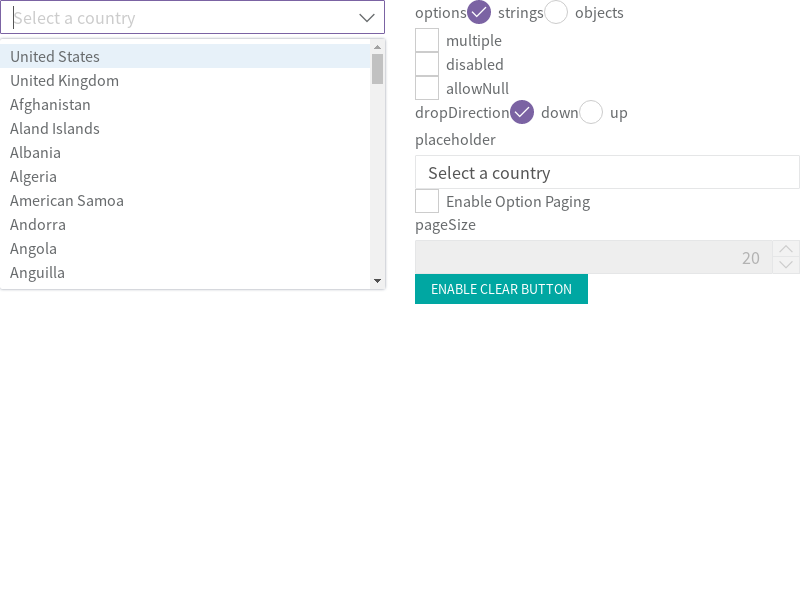 Select a country
United States
United Kingdom
Afghanistan
Aland Islands
Albania
Algeria
American Samoa
Andorra
Angola
Anguilla
options strings objects
multiple
disabled
allowNull
dropDirection down up
placeholder
Select a country
Enable Option Paging
pageSize
20
ENABLE CLEAR BUTTON